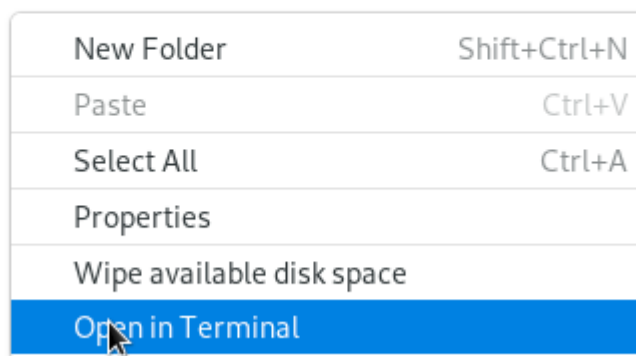 New Folder Shift+Ctrl+N
Paste Ctrl+V
Select All Ctrl+A
Properties
Wipe available disk space
Open in Terminal